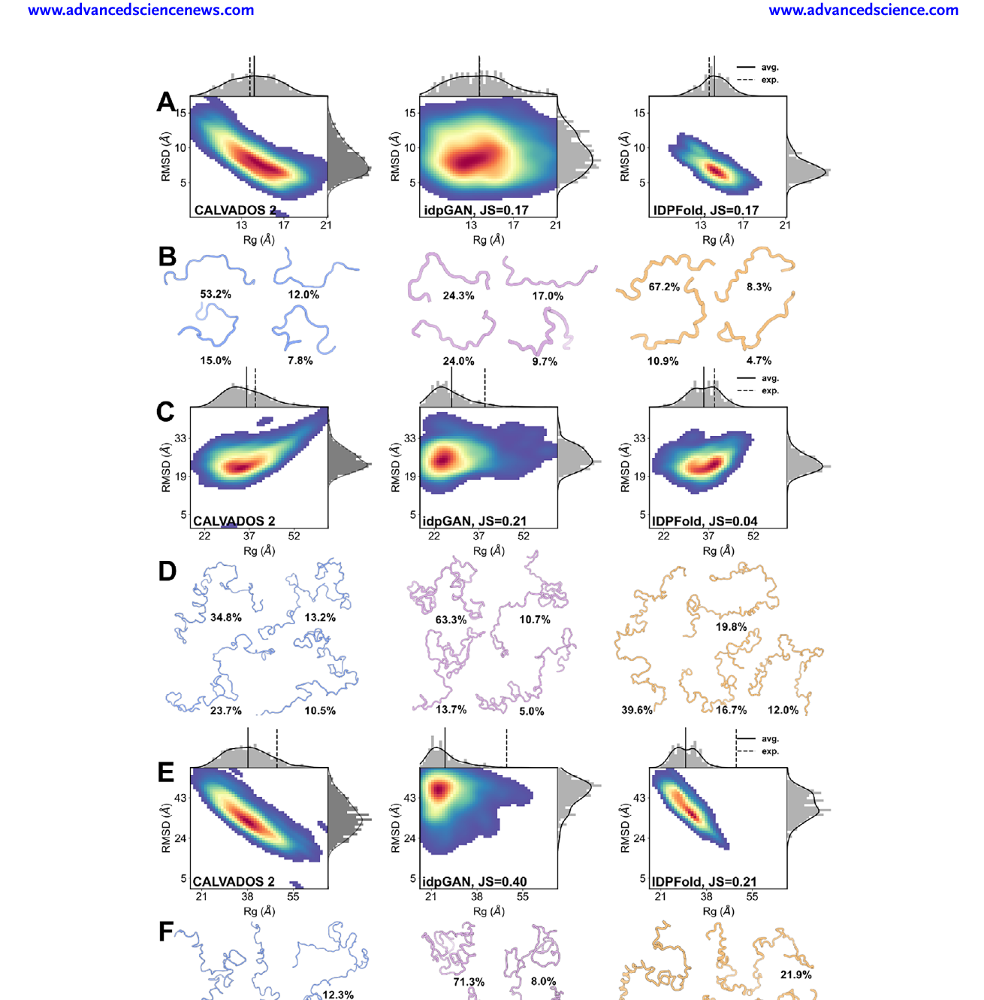 www.advancedsciencenews.com
www.advancedscience.com
avg.
exp.
A
15
10
5
RMSD (Å)
CALVADOS 2
13
17
21
Rg (Å)
15
10
5
RMSD (Å)
idpGAN, JS=0.17
13
17
21
Rg (Å)
15
10
5
RMSD (Å)
IDPFold, JS=0.17
13
17
21
Rg (Å)
B
53.2%
12.0%
15.0%
7.8%
24.3%
17.0%
24.0%
9.7%
67.2%
8.3%
10.9%
4.7%
avg.
exp.
C
33
19
5
RMSD (Å)
CALVADOS 2
22
37
52
Rg (Å)
33
19
5
RMSD (Å)
idpGAN, JS=0.21
22
37
52
Rg (Å)
33
19
5
RMSD (Å)
IDPFold, JS=0.04
22
37
52
Rg (Å)
D
34.8%
13.2%
23.7%
10.5%
63.3%
10.7%
13.7%
5.0%
19.8%
39.6%
16.7%
12.0%
avg.
exp.
E
43
24
5
RMSD (Å)
CALVADOS 2
21
38
55
Rg (Å)
43
24
5
RMSD (Å)
idpGAN, JS=0.40
21
38
55
Rg (Å)
43
24
5
RMSD (Å)
IDPFold, JS=0.21
21
38
55
Rg (Å)
F
12.3%
71.3%
8.0%
21.9%